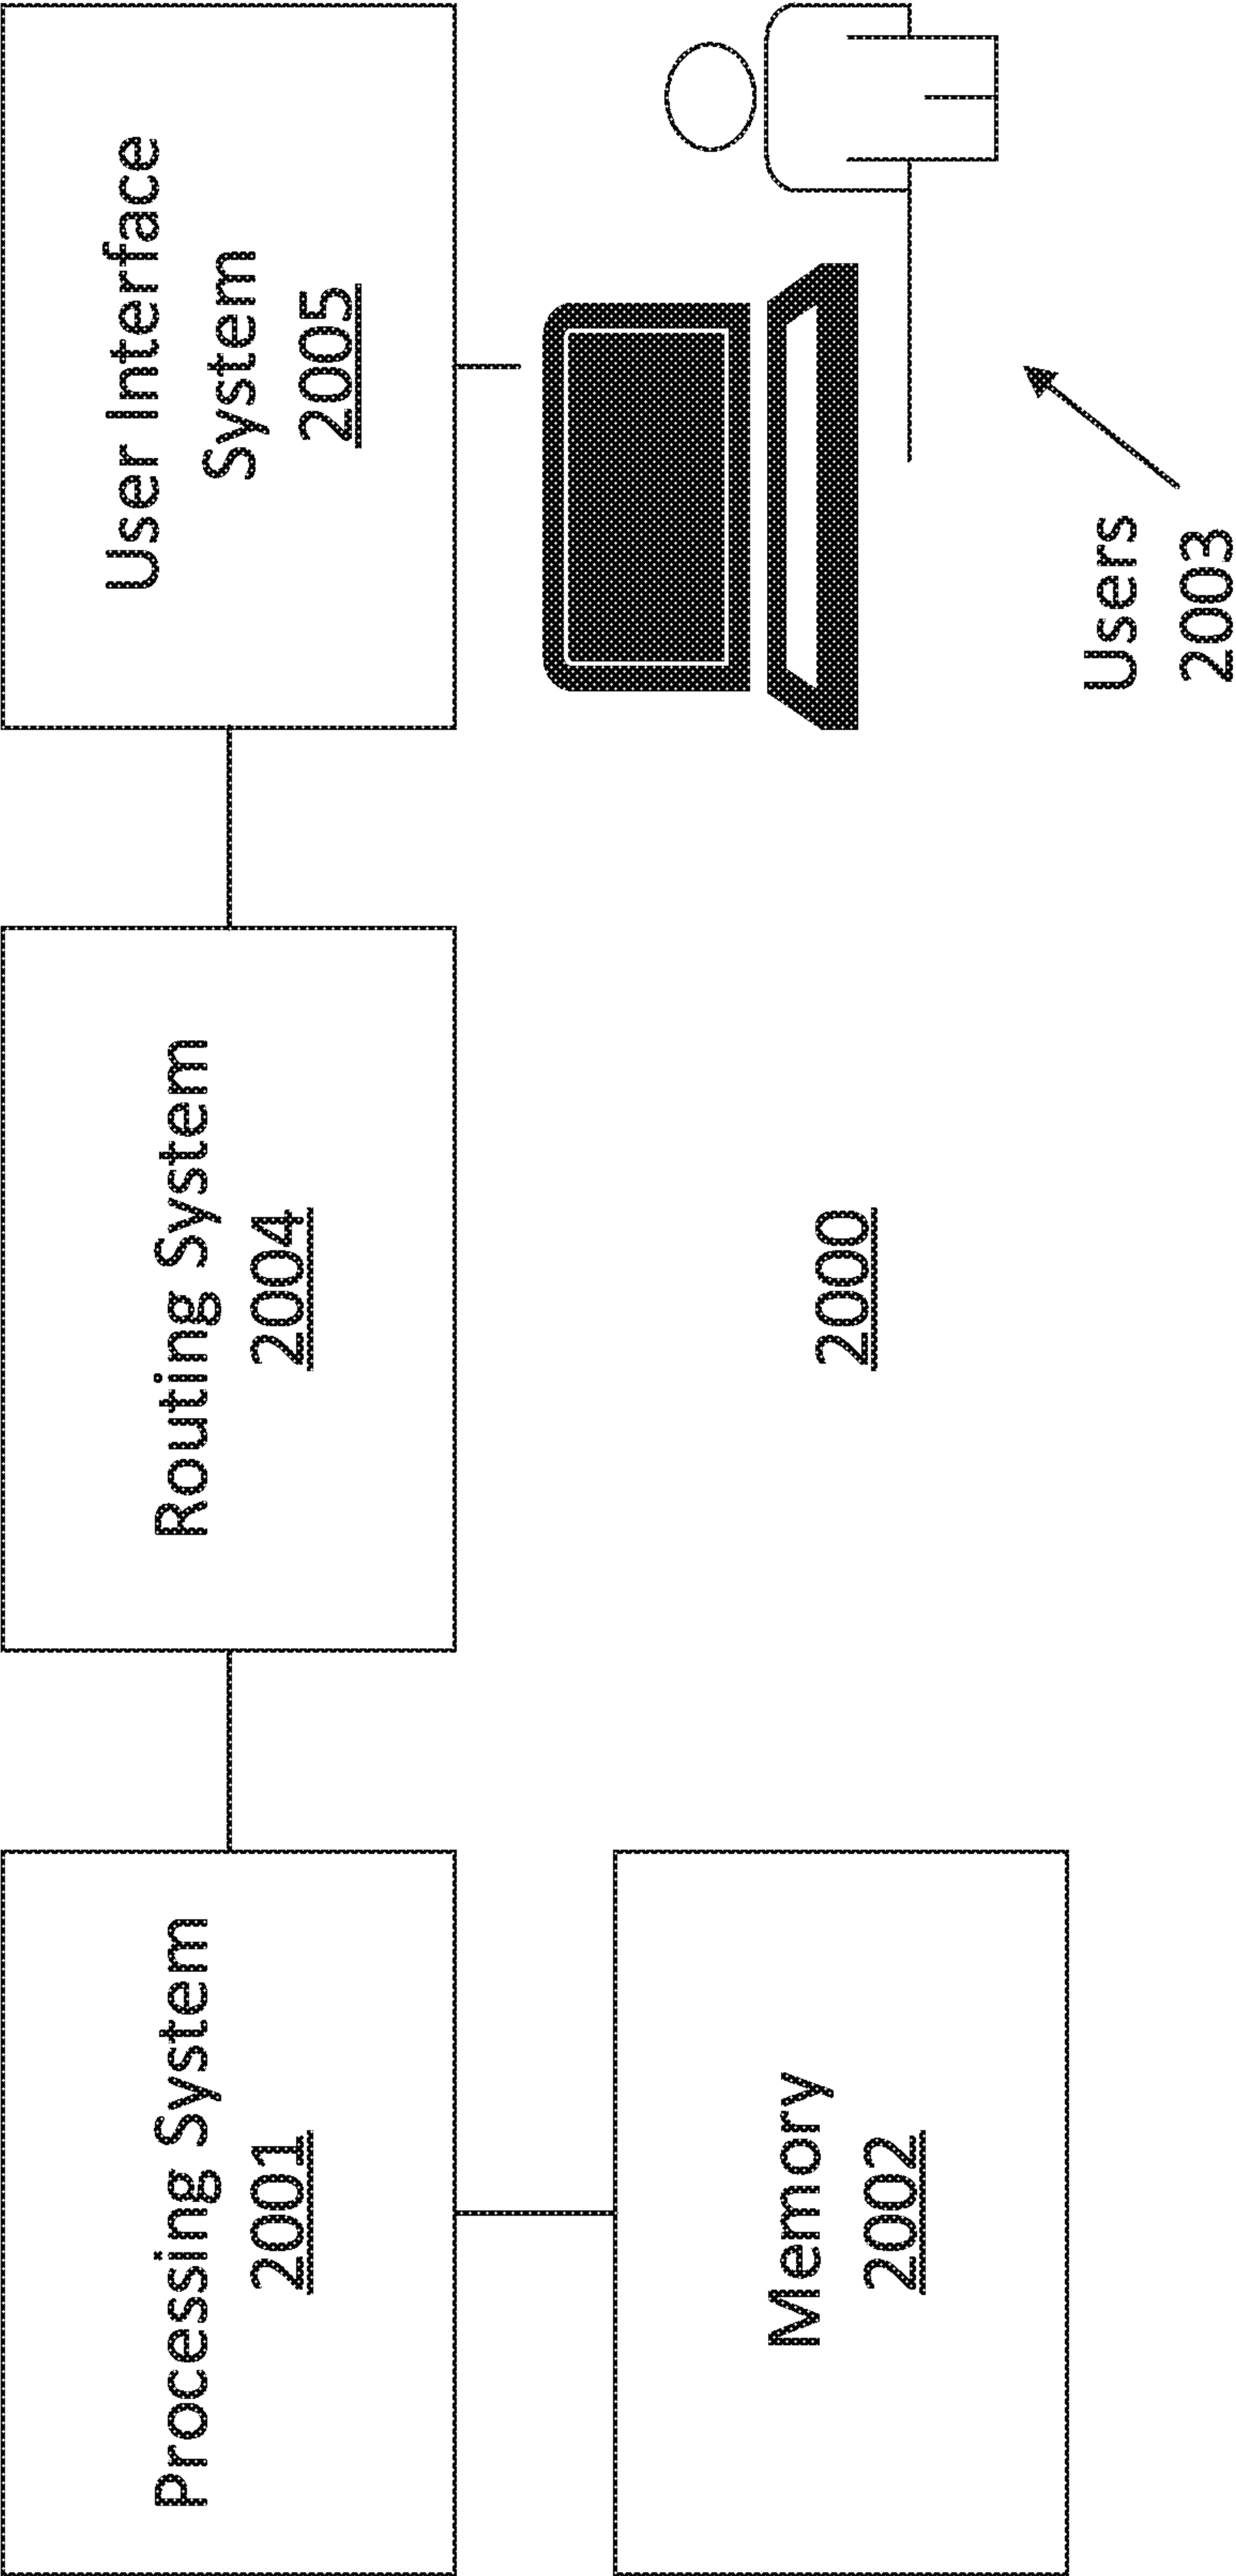 Processing System
2001
Routing System
2004
User Interface
System
2005
Memory
2002
2000
Users
2003